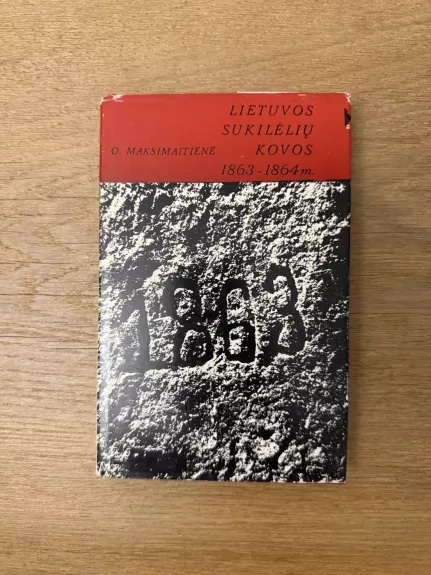 LIETUVOS
SUKILĖLIŲ
O. MAKSIMAITIENĖ KOVOS
1863-1864 m.
1863